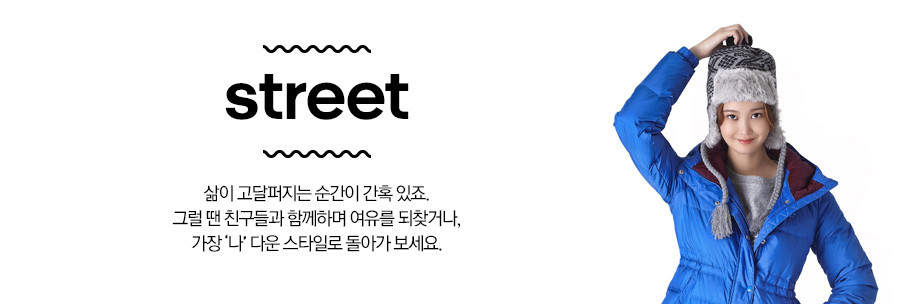 street
삶이 고달퍼지는 순간이 간혹 있죠.
그럴 땐 친구들과 함께하며 여유를 되찾거나,
가장 ‘나’ 다운 스타일로 돌아가 보세요.